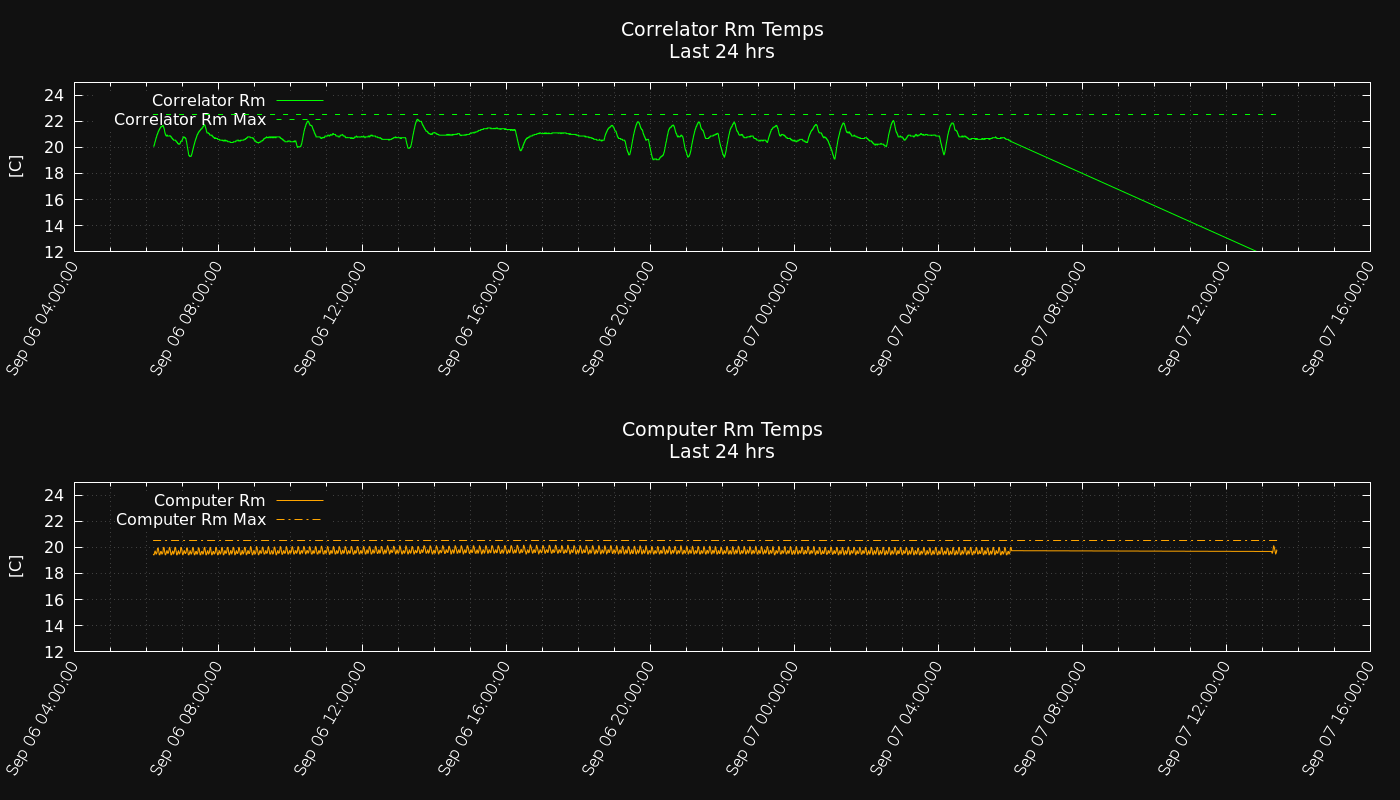 Correlator Rm Temps
Last 24 hrs
24
22
20
18
16
14
12
[C]
Correlator Rm
Correlator Rm Max
Sep 06 04:00:00
Sep 06 08:00:00
Sep 06 12:00:00
Sep 06 16:00:00
Sep 06 20:00:00
Sep 07 00:00:00
Sep 07 04:00:00
Sep 07 08:00:00
Sep 07 12:00:00
Sep 07 16:00:00
Computer Rm Temps
Last 24 hrs
24
22
20
18
16
14
12
[C]
Computer Rm
Computer Rm Max
Sep 06 04:00:00
Sep 06 08:00:00
Sep 06 12:00:00
Sep 06 16:00:00
Sep 06 20:00:00
Sep 07 00:00:00
Sep 07 04:00:00
Sep 07 08:00:00
Sep 07 12:00:00
Sep 07 16:00:00